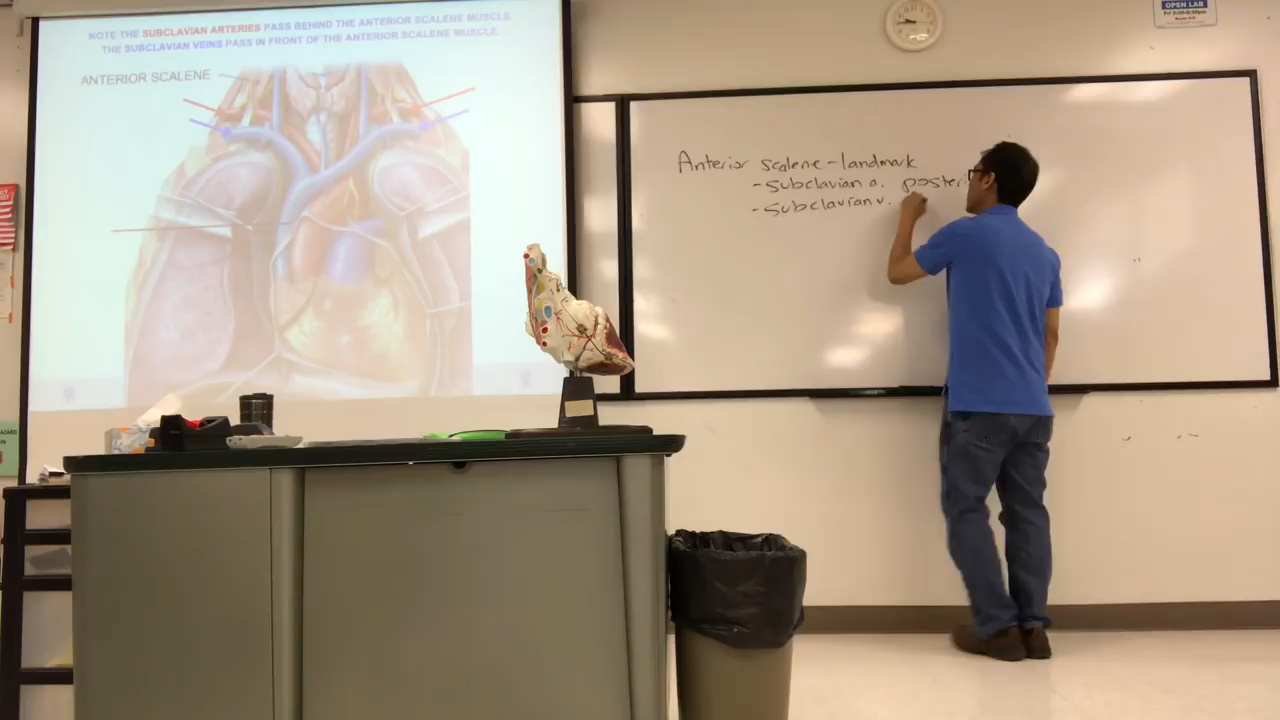 NOTE THE SUBCLAVIAN ARTERIES PASS BEHIND THE ANTERIOR SCALENE MUSCLE
THE SUBCLAVIAN VEINS PASS IN FRONT OF THE ANTERIOR SCALENE MUSCLE.
ANTERIOR SCALENE
Anterior scalene - landmark
- subclavian a. posteri
- subclavian v.
OPEN LAB